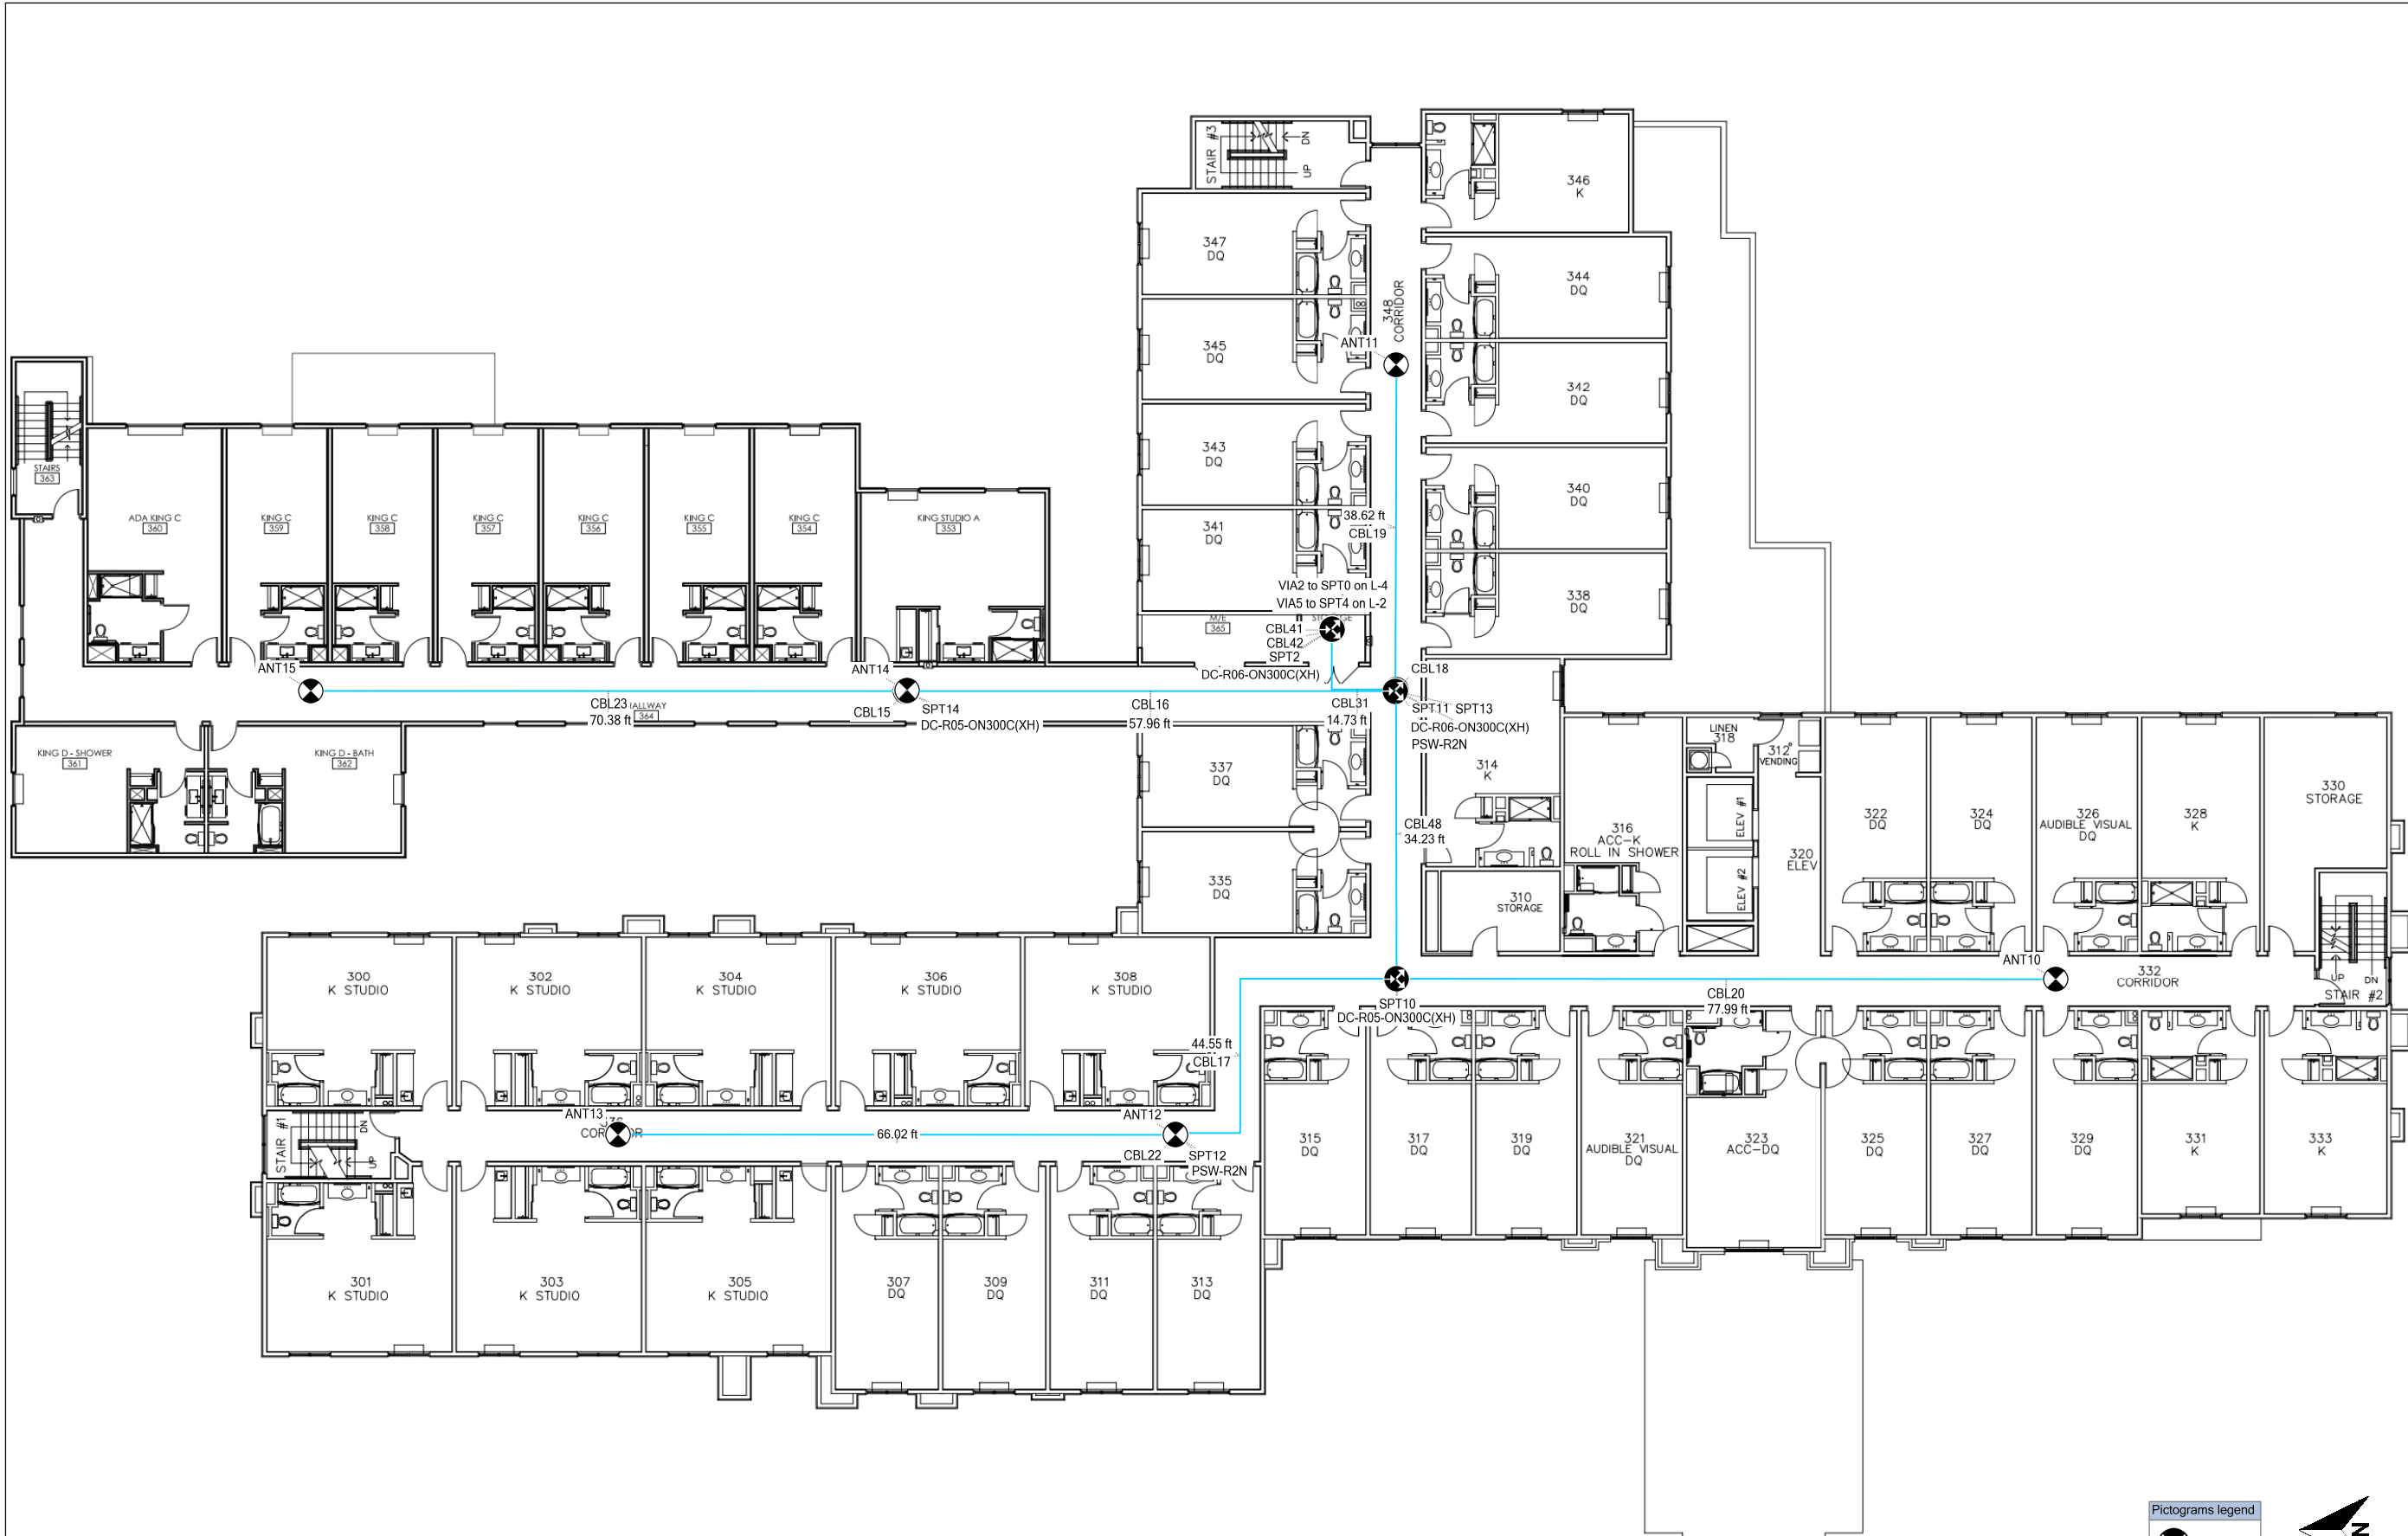 STAIR #3
DN
UP
346
K
347
DQ
344
DQ
348
CORRIDOR
ANT11
345
DQ
342
DQ
343
DQ
STAIRS
363
340
DQ
ADA KING C
360
KING C
359
KING C
358
KING C
357
KING C
356
KING C
355
KING C
354
KING STUDIO A
353
341
DQ
38.62 ft
CBL19
VIA2 to SPT0 on L-4
VIA5 to SPT4 on L-2
338
DQ
M/E
365
CBL41
CBL42
SPT2
DC-R06-ON300C(XH)
ANT15
ANT14
CBL18
CBL23
70.38 ft
364
CBL15
SPT14
DC-R05-ON300C(XH)
CBL16
57.96 ft
CBL31
14.73 ft
SPT11 SPT13
DC-R06-ON300C(XH)
PSW-R2N
KING D - SHOWER
361
KING D - BATH
362
337
DQ
314
K
LINEN
318
312
VENDING
322
DQ
324
DQ
326
AUDIBLE VISUAL
DQ
328
K
330
STORAGE
CBL48
34.23 ft
316
ACC-K
ROLL IN SHOWER
ELEV #1
ELEV #2
320
ELEV
335
DQ
310
STORAGE
300
K STUDIO
302
K STUDIO
304
K STUDIO
306
K STUDIO
308
K STUDIO
ANT10
332
CORRIDOR
UP
DN
STAIR #2
SPT10
DC-R05-ON300C(XH)
CBL20
77.99 ft
44.55 ft
CBL17
STAIR #1
DN
UP
ANT13
ANT12
66.02 ft
CBL22
SPT12
PSW-R2N
315
DQ
317
DQ
319
DQ
321
AUDIBLE VISUAL
DQ
323
ACC-DQ
325
DQ
327
DQ
329
DQ
331
K
333
K
301
K STUDIO
303
K STUDIO
305
K STUDIO
307
DQ
309
DQ
311
DQ
313
DQ
Pictograms legend
N